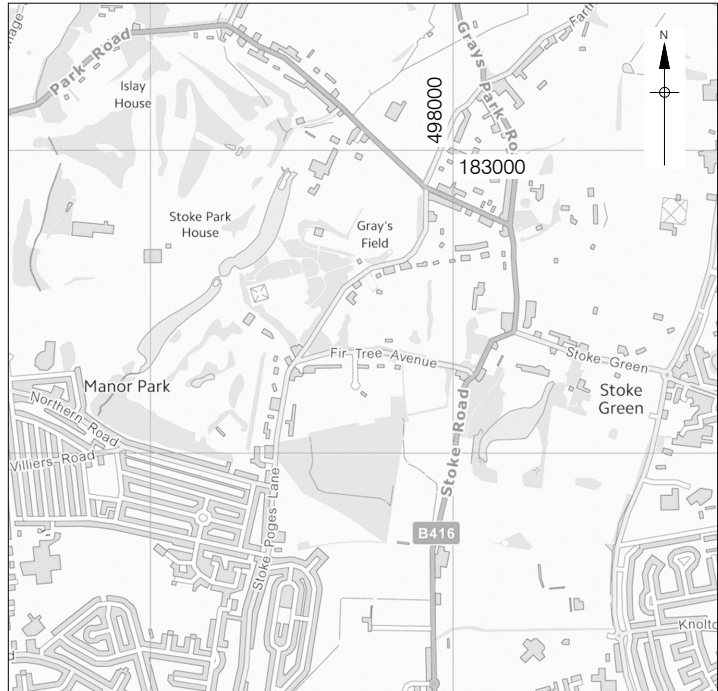 Park Road
Islay
House
Grays Park Ro
N
498000
183000
Stoke Park
House
Gray's
Field
Fir Tree Avenue
Stoke Green
Manor Park
Stoke
Green
Northern Road
Villiers Road
Stoke Road
Stoke Poges Lane
B416
Knolto